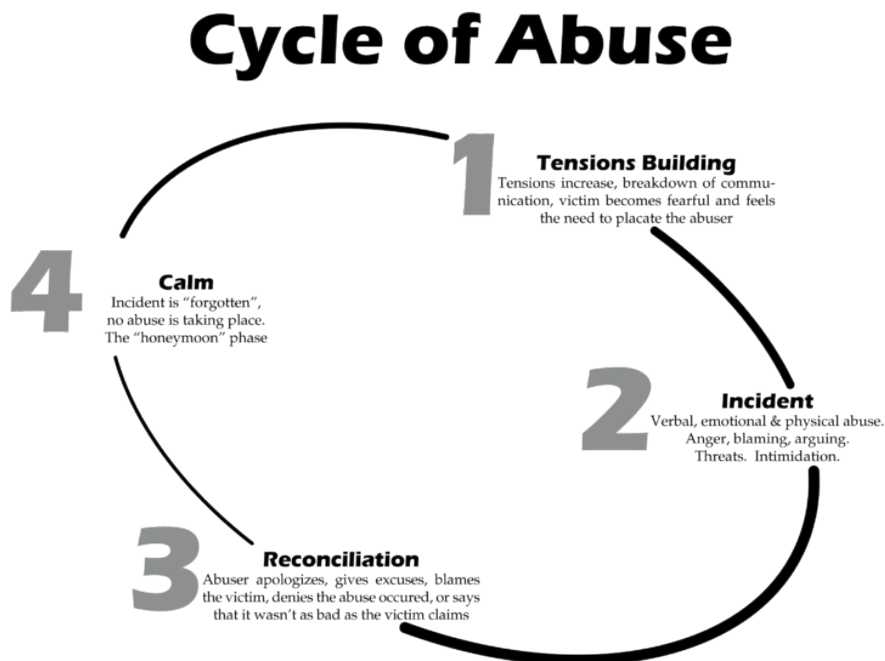 Cycle of Abuse
1
Tensions Building
Tensions increase, breakdown of commu-
nication, victim becomes fearful and feels
the need to placate the abuser
2
Incident
Verbal, emotional & physical abuse.
Anger, blaming, arguing.
Threats. Intimidation.
3
Reconciliation
Abuser apologizes, gives excuses, blames
the victim, denies the abuse occured, or says
that it wasn't as bad as the victim claims
4
Calm
Incident is “forgotten”,
no abuse is taking place.
The “honeymoon” phase